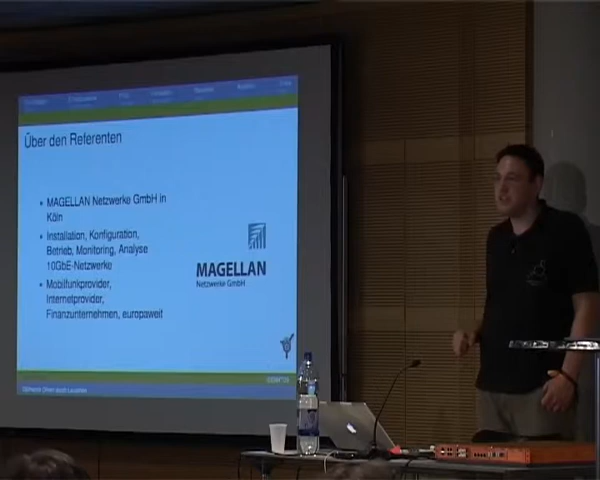 Über den Referenten
MAGELLAN Netzwerke GmbH in
Köln
Installation, Konfiguration,
Betrieb, Monitoring, Analyse
10GbE-Netzwerke
Mobilfunkprovider,
Internetprovider,
Finanzunternehmen, europaweit
MAGELLAN
Netzwerke GmbH